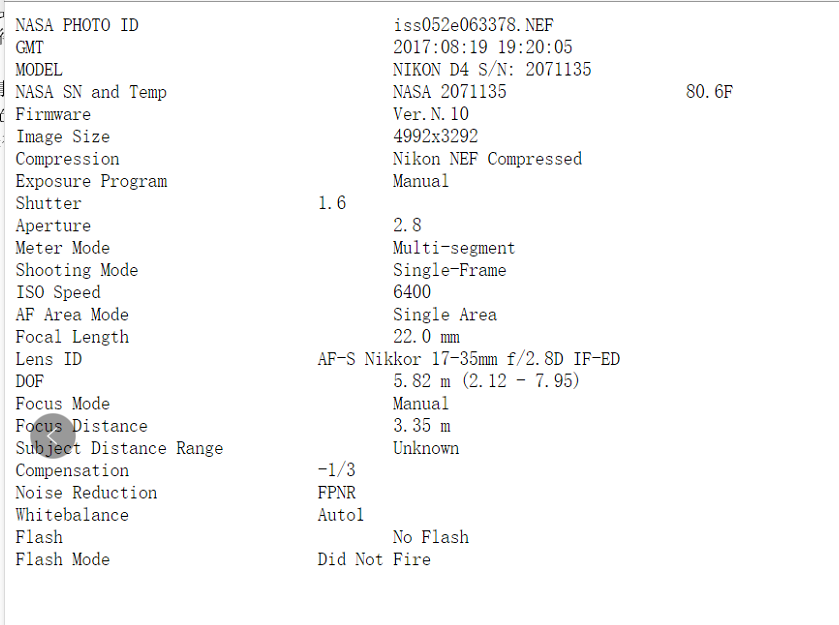 NASA PHOTO ID iss052e063378.NEF
GMT 2017:08:19 19:20:05
MODEL NIKON D4 S/N: 2071135
NASA SN and Temp NASA 2071135 80.6F
Firmware Ver.N.10
Image Size 4992x3292
Compression Nikon NEF Compressed
Exposure Program Manual
Shutter 1.6
Aperture 2.8
Meter Mode Multi-segment
Shooting Mode Single-Frame
ISO Speed 6400
AF Area Mode Single Area
Focal Length 22.0 mm
Lens ID AF-S Nikkor 17-35mm f/2.8D IF-ED
DOF 5.82 m (2.12 - 7.95)
Focus Mode Manual
Focus Distance 3.35 m
Subject Distance Range Unknown
Compensation -1/3
Noise Reduction FPNR
Whitebalance Auto1
Flash No Flash
Flash Mode Did Not Fire